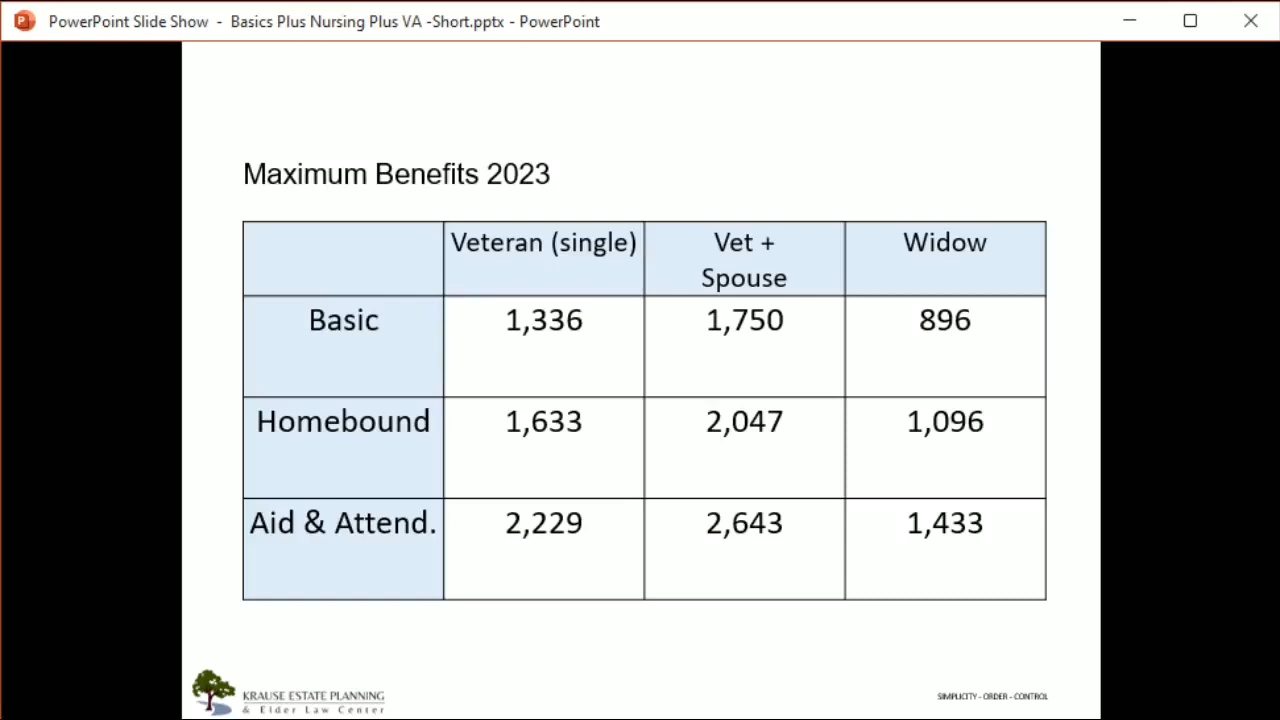 PowerPoint Slide Show - Basics Plus Nursing Plus VA -Short.pptx - PowerPoint
Maximum Benefits 2023
Veteran (single) Vet + Spouse Widow
Basic 1,336 1,750 896
Homebound 1,633 2,047 1,096
Aid & Attend. 2,229 2,643 1,433
KRAUSE ESTATE PLANNING
& Elder Law Center
SIMPLICITY - ORDER - CONTROL